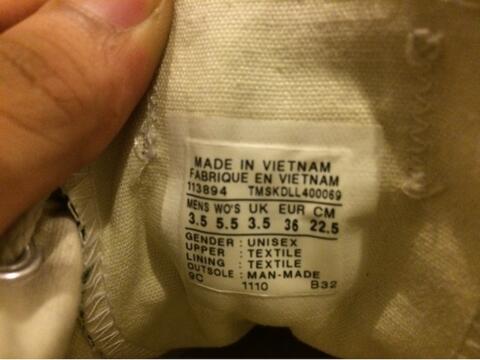 MADE IN VIETNAM
FABRIQUE EN VIETNAM
113894 TMSKDLL400069
MENS WO'S UK EUR CM
3.5 5.5 3.5 36 22.5
GENDER : UNISEX
UPPER : TEXTILE
LINING : TEXTILE
OUTSOLE : MAN-MADE
9C 1110 B32